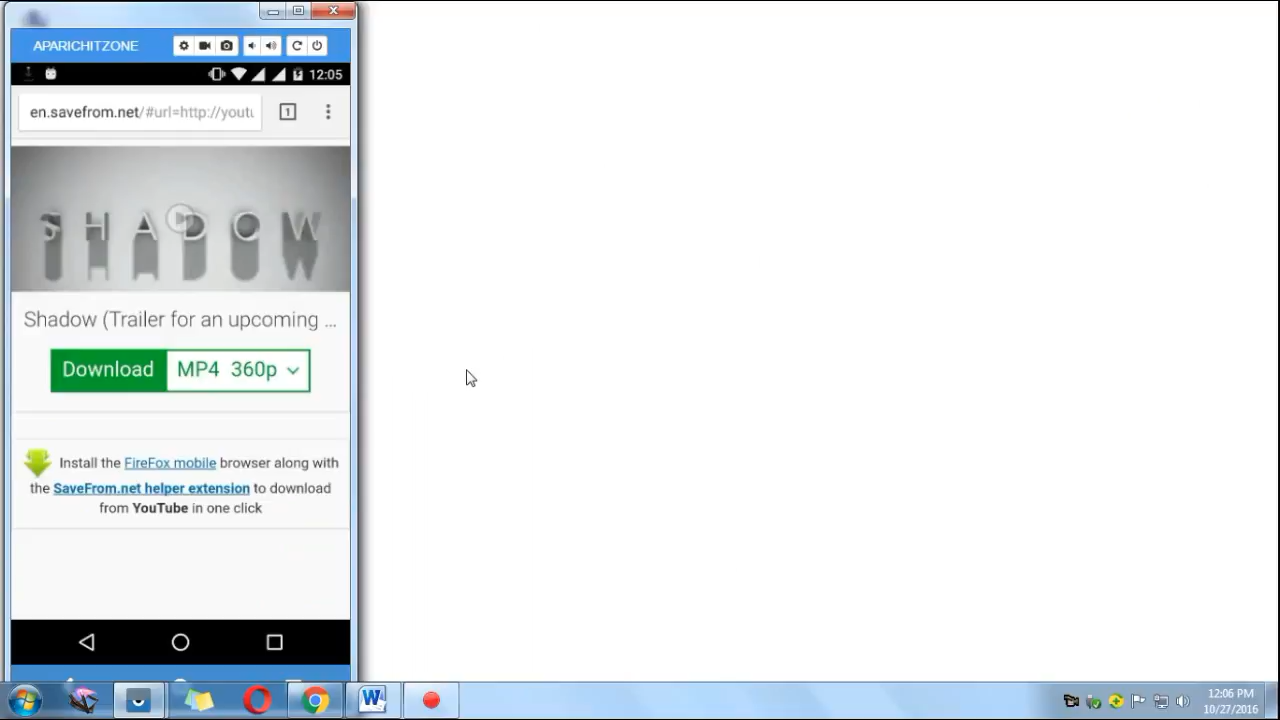 APARICHITZONE
12:05
en.savefrom.net/#url=http://youtu
1
SHADOW
Shadow (Trailer for an upcoming ...
Download MP4 360p
Install the FireFox mobile browser along with
the SaveFrom.net helper extension to download
from YouTube in one click
12:06 PM
10/27/2016